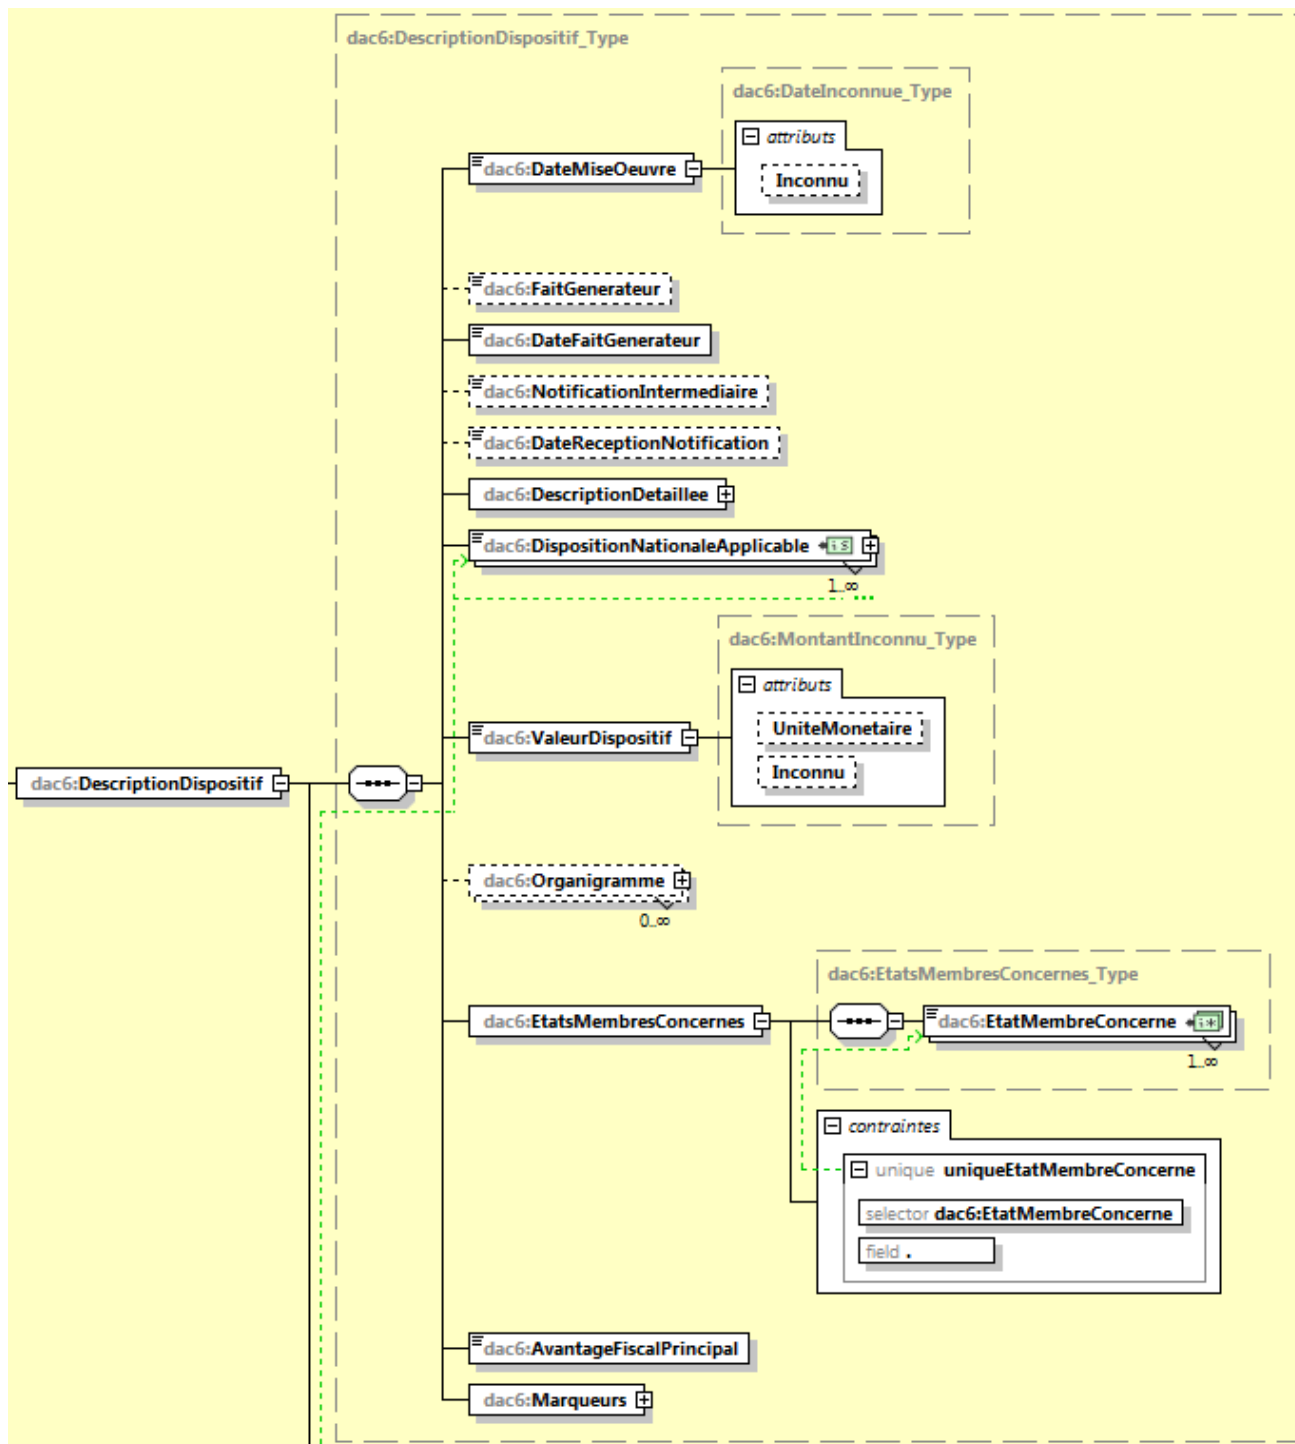 dac6:DescriptionDispositif_Type
dac6:DateInconnue_Type
attributs
dac6:DateMiseOeuvre
Inconnu
dac6:FaitGenerateur
dac6:DateFaitGenerateur
dac6:NotificationIntermediaire
dac6:DateReceptionNotification
dac6:DescriptionDetaillee
dac6:DispositionNationaleApplicable
1..∞
dac6:MontantInconnu_Type
attributs
UniteMonetaire
dac6:ValeurDispositif
Inconnu
dac6:DescriptionDispositif
dac6:Organigramme
0..∞
dac6:EtatsMembresConcernes_Type
dac6:EtatsMembresConcernes
dac6:EtatMembreConcerne
1..∞
contraintes
unique uniqueEtatMembreConcerne
selector dac6:EtatMembreConcerne
field .
dac6:AvantageFiscalPrincipal
dac6:Marqueurs